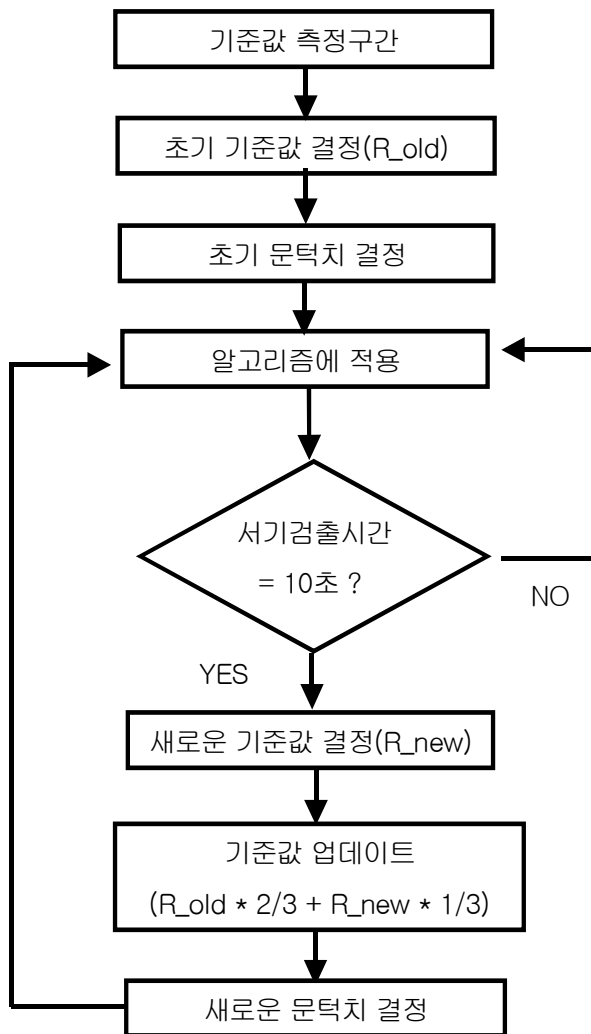 기준값 측정구간
초기 기준값 결정(R_old)
초기 문턱치 결정
알고리즘에 적용
서기검출시간
= 10초 ?
NO
YES
새로운 기준값 결정(R_new)
기준값 업데이트
(R_old * 2/3 + R_new * 1/3)
새로운 문턱치 결정